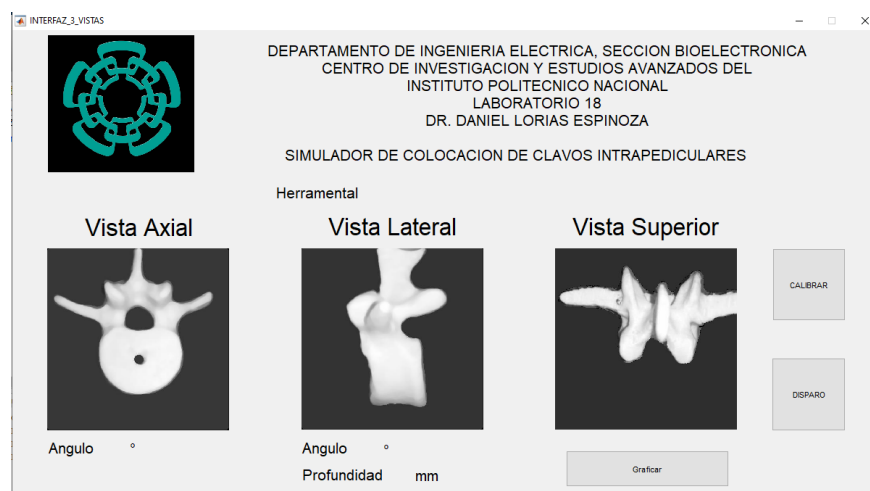 INTERFAZ_3_VISTAS
DEPARTAMENTO DE INGENIERIA ELECTRICA, SECCION BIOELECTRONICA
CENTRO DE INVESTIGACION Y ESTUDIOS AVANZADOS DEL
INSTITUTO POLITECNICO NACIONAL
LABORATORIO 18
DR. DANIEL LORIAS ESPINOZA
SIMULADOR DE COLOCACION DE CLAVOS INTRAPEDICULARES
Herramental
Vista Axial
Vista Lateral
Vista Superior
CALIBRAR
DISPARO
Angulo °
Angulo °
Profundidad mm
Graficar